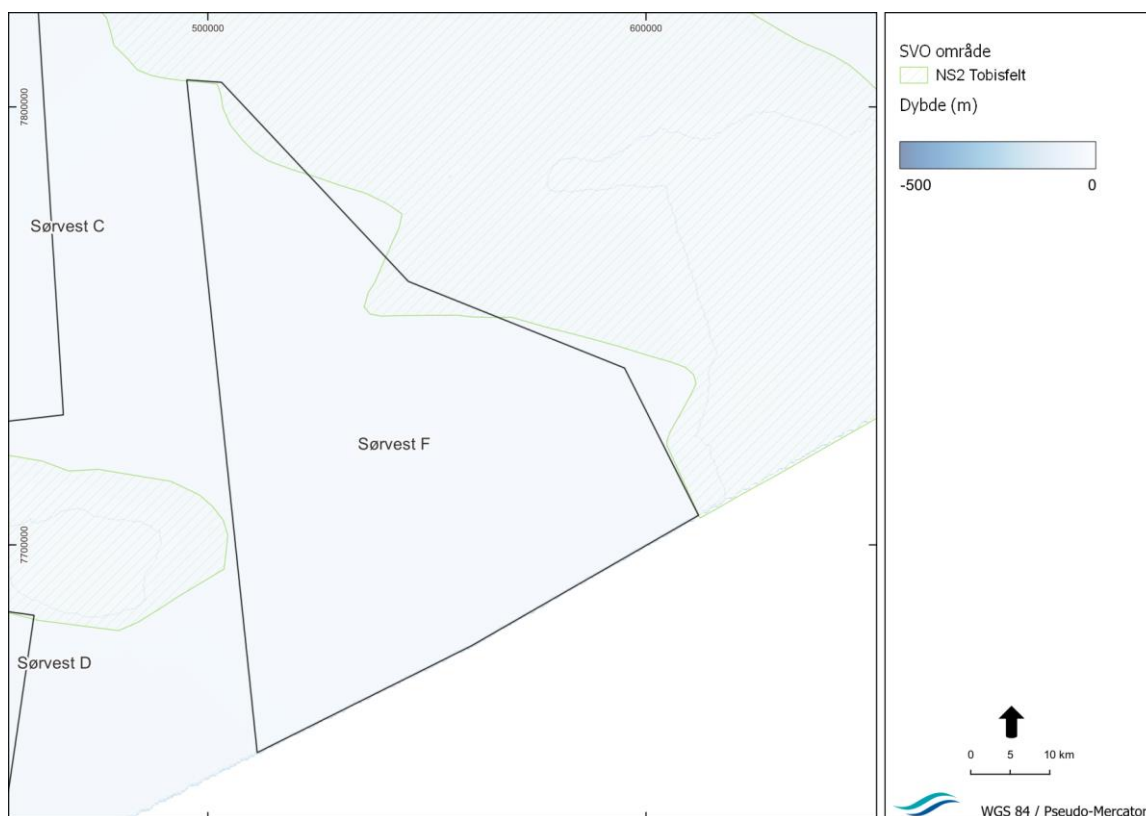 500000
600000
7800000
7700000
Sørvest C
Sørvest F
Sørvest D
SVO område
NS2 Tobisfelt
Dybde (m)
-500 0
0 5 10 km
WGS 84 / Pseudo-Mercator